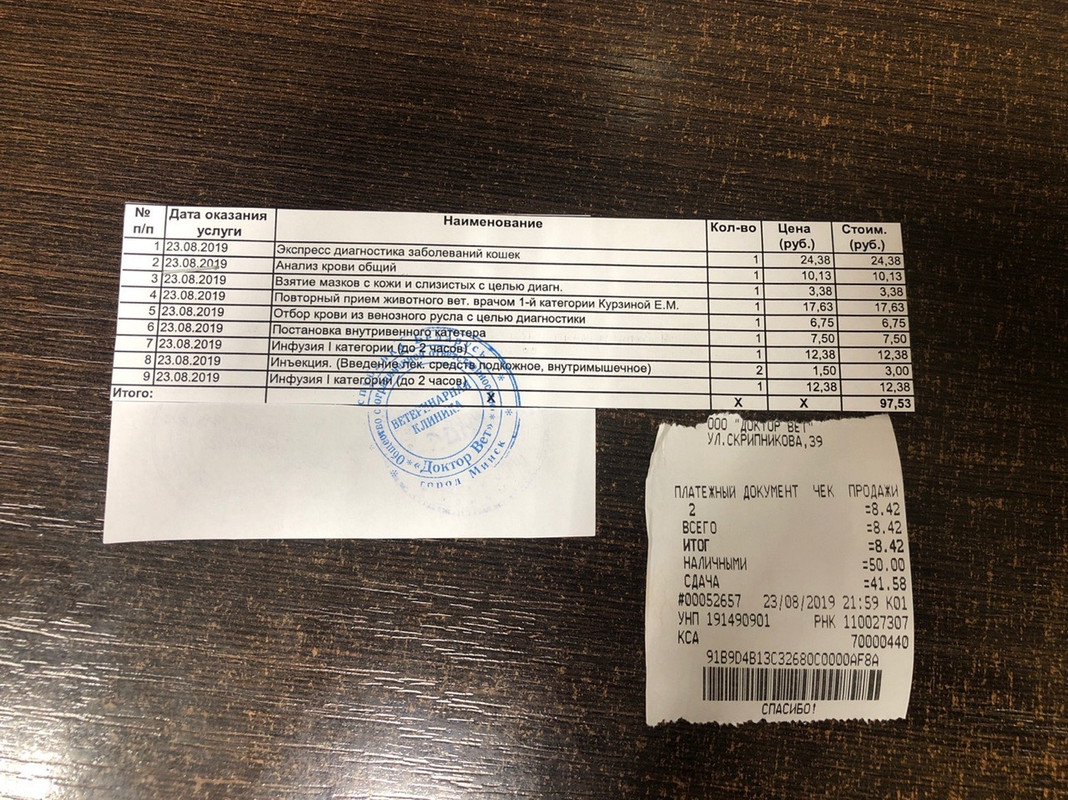 № п/п Дата оказания услуги Наименование Кол-во Цена (руб.) Стоим. (руб.)
1 23.08.2019 Экспресс диагностика заболеваний кошек 1 24,38 24,38
2 23.08.2019 Анализ крови общий 1 10,13 10,13
3 23.08.2019 Взятие мазков с кожи и слизистых с целью диагн. 1 3,38 3,38
4 23.08.2019 Повторный прием животного вет. врачом 1-й категории Курзиной Е.М. 1 17,63 17,63
5 23.08.2019 Отбор крови из венозного русла с целью диагностики 1 6,75 6,75
6 23.08.2019 Постановка внутривенного катетера 1 7,50 7,50
7 23.08.2019 Инфузия I категории (до 2 часов) 1 12,38 12,38
8 23.08.2019 Инъекция. (Введение лек. средств подкожное, внутримышечное) 2 1,50 3,00
9 23.08.2019 Инфузия I категории (до 2 часов) 1 12,38 12,38
Итого: X X X 97,53
ВЕТЕРИНАРНАЯ
КЛИНИКА
«Доктор Вет»
город Минск
Общество с ограниченной
ООО "ДОКТОР ВЕТ"
УЛ.СКРИПНИКОВА,39
ПЛАТЕЖНЫЙ ДОКУМЕНТ ЧЕК ПРОДАЖИ
2 =8.42
ВСЕГО =8.42
ИТОГ =8.42
НАЛИЧНЫМИ =50.00
СДАЧА =41.58
#00052657 23/08/2019 21:59 К01
УНП 191490901 РНК 110027307
КСА 70000440
91B9D4B13C32680C0000AF8A
СПАСИБО!